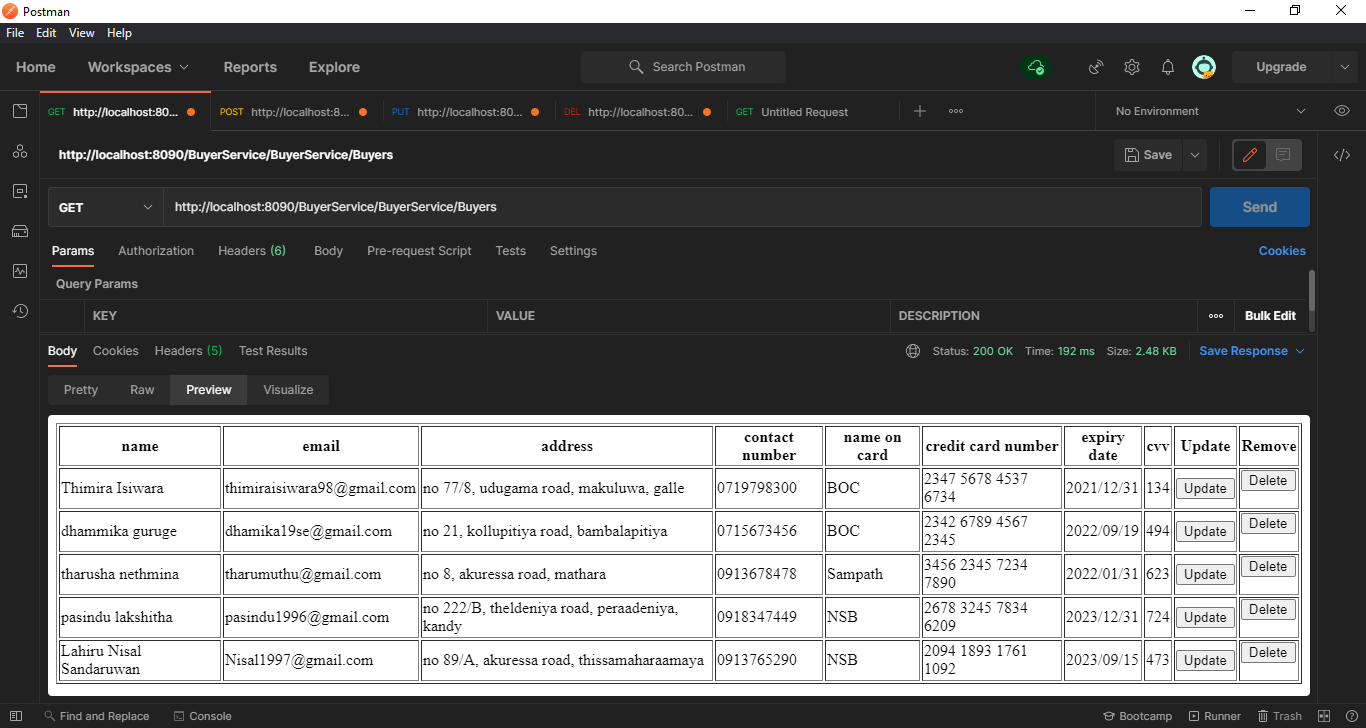 Postman
File Edit View Help
Home Workspaces Reports Explore Search Postman Upgrade
GET http://localhost:80... POST http://localhost:8... PUT http://localhost:80... DEL http://localhost:80... GET Untitled Request No Environment
http://localhost:8090/BuyerService/BuyerService/Buyers Save
GET http://localhost:8090/BuyerService/BuyerService/Buyers Send
Params Authorization Headers (6) Body Pre-request Script Tests Settings Cookies
Query Params
KEY VALUE DESCRIPTION Bulk Edit
Body Cookies Headers (5) Test Results Status: 200 OK Time: 192 ms Size: 2.48 KB Save Response
Pretty Raw Preview Visualize
name email address contact number name on card credit card number expiry date cvv Update Remove
Thimira Isiwara thimiraisiwara98@gmail.com no 77/8, udugama road, makuluwa, galle 0719798300 BOC 2347 5678 4537 6734 2021/12/31 134 Update Delete
dhammika guruge dhamika19se@gmail.com no 21, kollupitiya road, bambalapitiya 0715673456 BOC 2342 6789 4567 2345 2022/09/19 494 Update Delete
tharusha nethmina tharumuthu@gmail.com no 8, akuressa road, mathara 0913678478 Sampath 3456 2345 7234 7890 2022/01/31 623 Update Delete
pasindu lakshitha pasindu1996@gmail.com no 222/B, theldeniya road, peraadeniya, kandy 0918347449 NSB 2678 3245 7834 6209 2023/12/31 724 Update Delete
Lahiru Nisal Sandaruwan Nisal1997@gmail.com no 89/A, akuressa road, thissamaharaamaya 0913765290 NSB 2094 1893 1761 1092 2023/09/15 473 Update Delete
Find and Replace Console Bootcamp Runner Trash